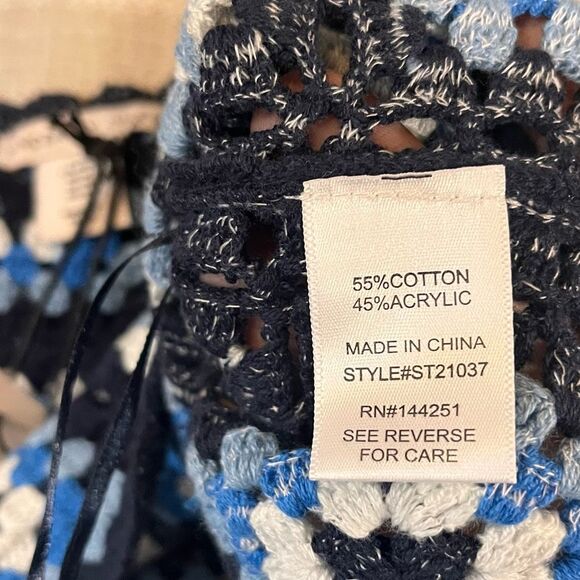 55%COTTON
45%ACRYLIC
MADE IN CHINA
STYLE#ST21037
RN#144251
SEE REVERSE
FOR CARE